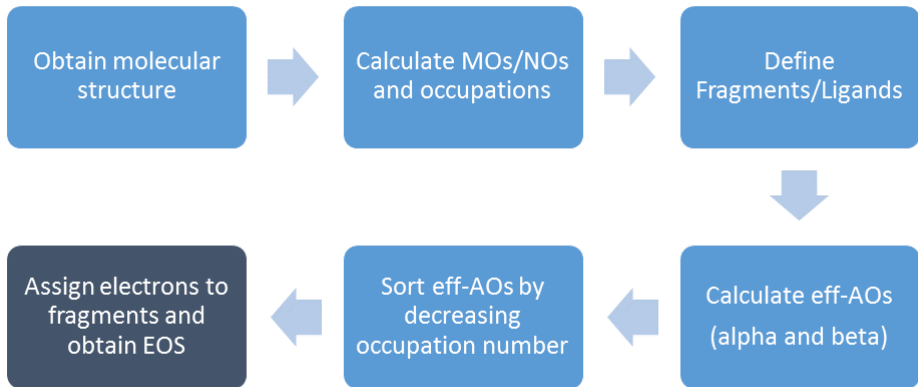 Obtain molecular
structure
Calculate MOs/NOs
and occupations
Define
Fragments/Ligands
Calculate eff-AOs
(alpha and beta)
Sort eff-AOs by
decreasing
occupation number
Assign electrons to
fragments and
obtain EOS